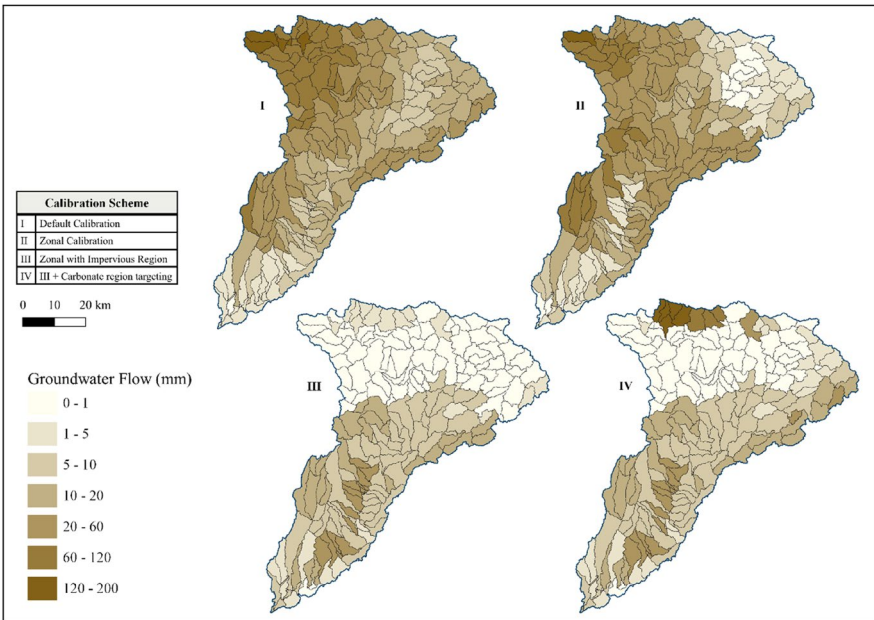 I
II
Calibration Scheme
I Default Calibration
II Zonal Calibration
III Zonal with Impervious Region
IV III + Carbonate region targeting
0 10 20 km
III
IV
Groundwater Flow (mm)
0 - 1
1 - 5
5 - 10
10 - 20
20 - 60
60 - 120
120 - 200